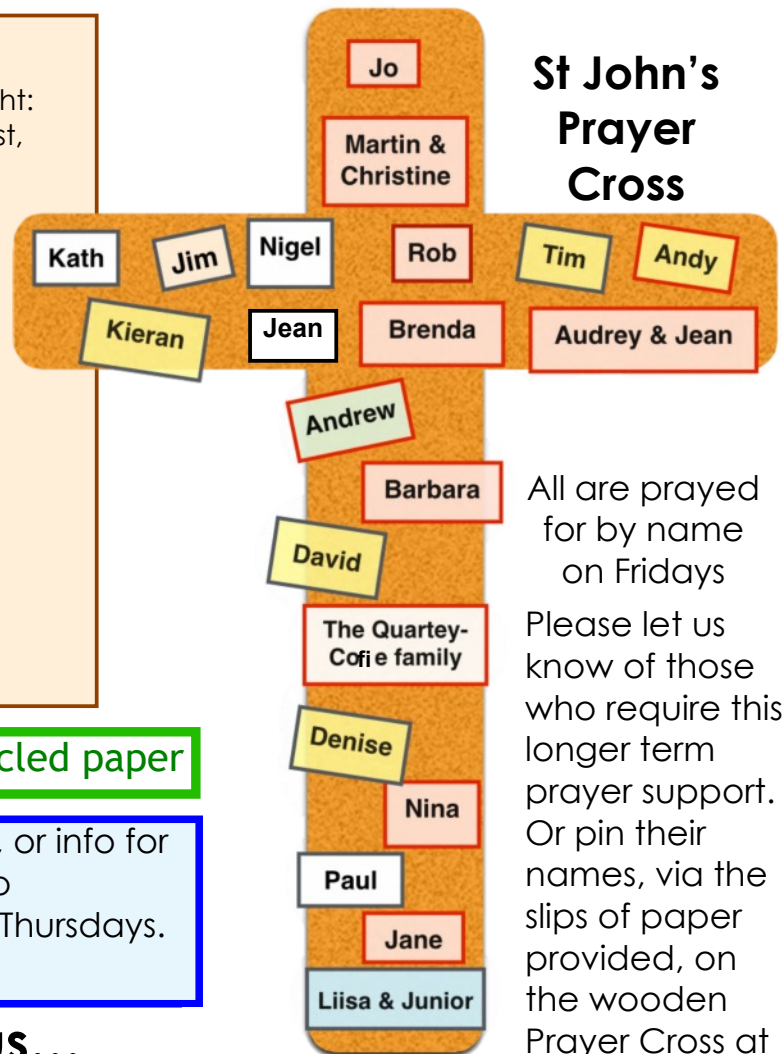 ht:
st,
St John’s
Prayer
Cross
Jo
Martin &
Christine
Kath
Jim
Nigel
Rob
Tim
Andy
Kieran
Jean
Brenda
Audrey & Jean
Andrew
Barbara
David
The Quartey-
Cofie family
Denise
Nina
Paul
Jane
Liisa & Junior
All are prayed
for by name
on Fridays
Please let us
know of those
who require this
longer term
prayer support.
Or pin their
names, via the
slips of paper
provided, on
the wooden
Prayer Cross at
cled paper
or info for
Thursdays.
us…